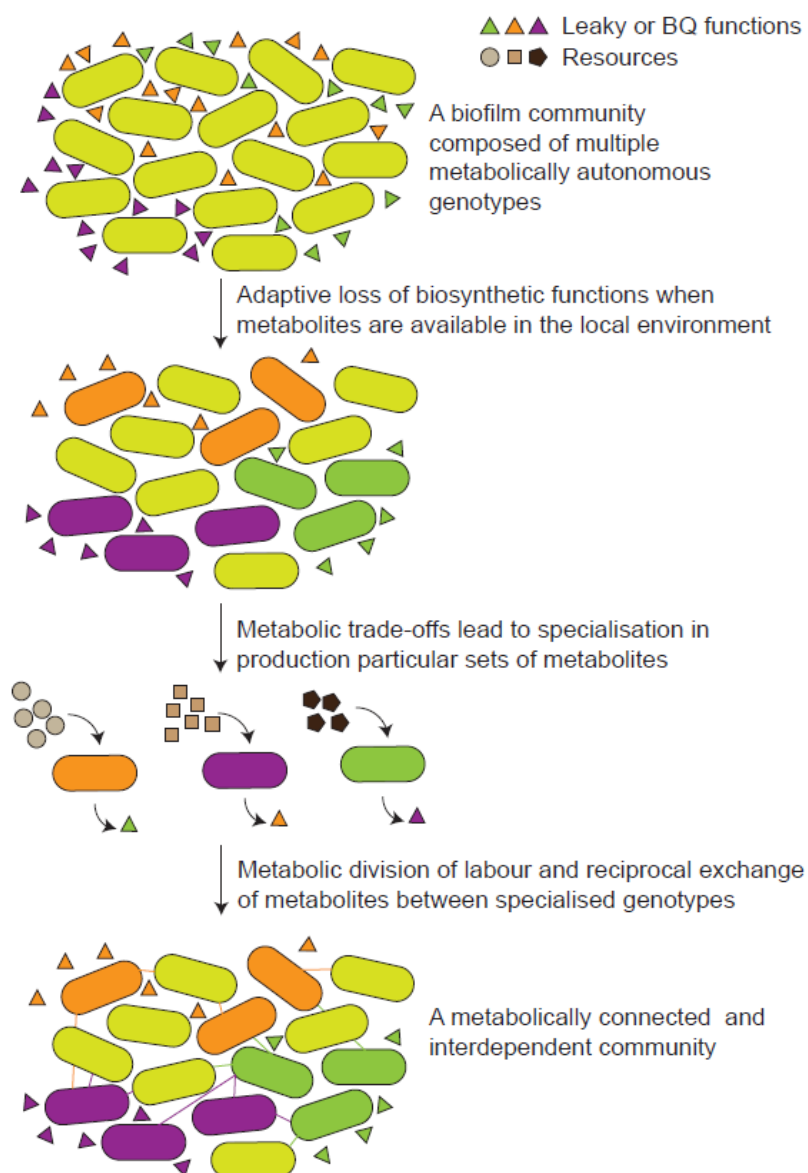 Leaky or BQ functions
Resources
A biofilm community
composed of multiple
metabolically autonomous
genotypes
Adaptive loss of biosynthetic functions when
metabolites are available in the local environment
Metabolic trade-offs lead to specialisation in
production particular sets of metabolites
Metabolic division of labour and reciprocal exchange
of metabolites between specialised genotypes
A metabolically connected and
interdependent community